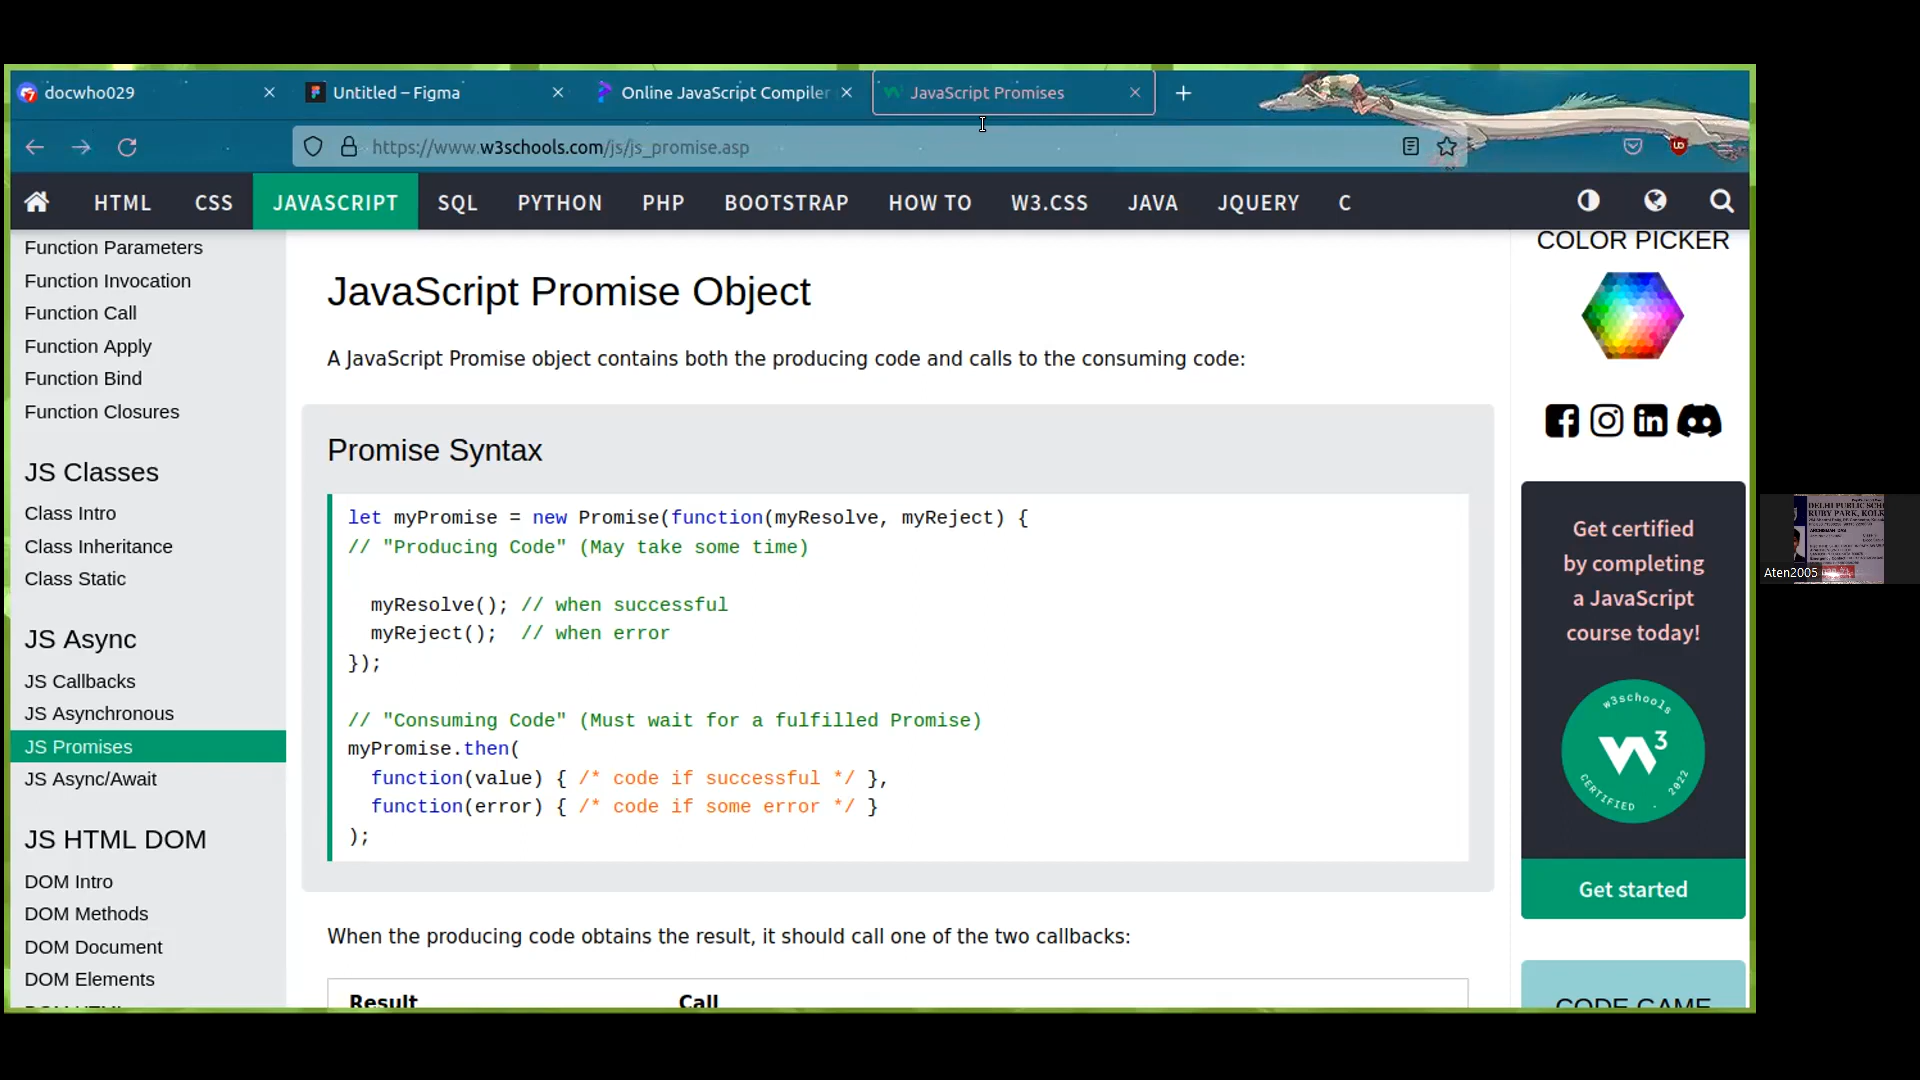 docwho029
Untitled – Figma
Online JavaScript Compiler
JavaScript Promises
https://www.w3schools.com/js/js_promise.asp
HTML CSS JAVASCRIPT SQL PYTHON PHP BOOTSTRAP HOW TO W3.CSS JAVA JQUERY C
Function Parameters
Function Invocation
Function Call
Function Apply
Function Bind
Function Closures
JS Classes
Class Intro
Class Inheritance
Class Static
JS Async
JS Callbacks
JS Asynchronous
JS Promises
JS Async/Await
JS HTML DOM
DOM Intro
DOM Methods
DOM Document
DOM Elements
JavaScript Promise Object
A JavaScript Promise object contains both the producing code and calls to the consuming code:
Promise Syntax
let myPromise = new Promise(function(myResolve, myReject) {
// "Producing Code" (May take some time)
myResolve(); // when successful
myReject();  // when error
});
// "Consuming Code" (Must wait for a fulfilled Promise)
myPromise.then(
function(value) { /* code if successful */ },
function(error) { /* code if some error */ }
);
When the producing code obtains the result, it should call one of the two callbacks:
Result Call
COLOR PICKER
Get certified
by completing
a JavaScript
course today!
w3schools
3
CERTIFIED . 2022
Get started
CODE GAME
DELHI PUBLIC
RUBY PARK,
Aten2005